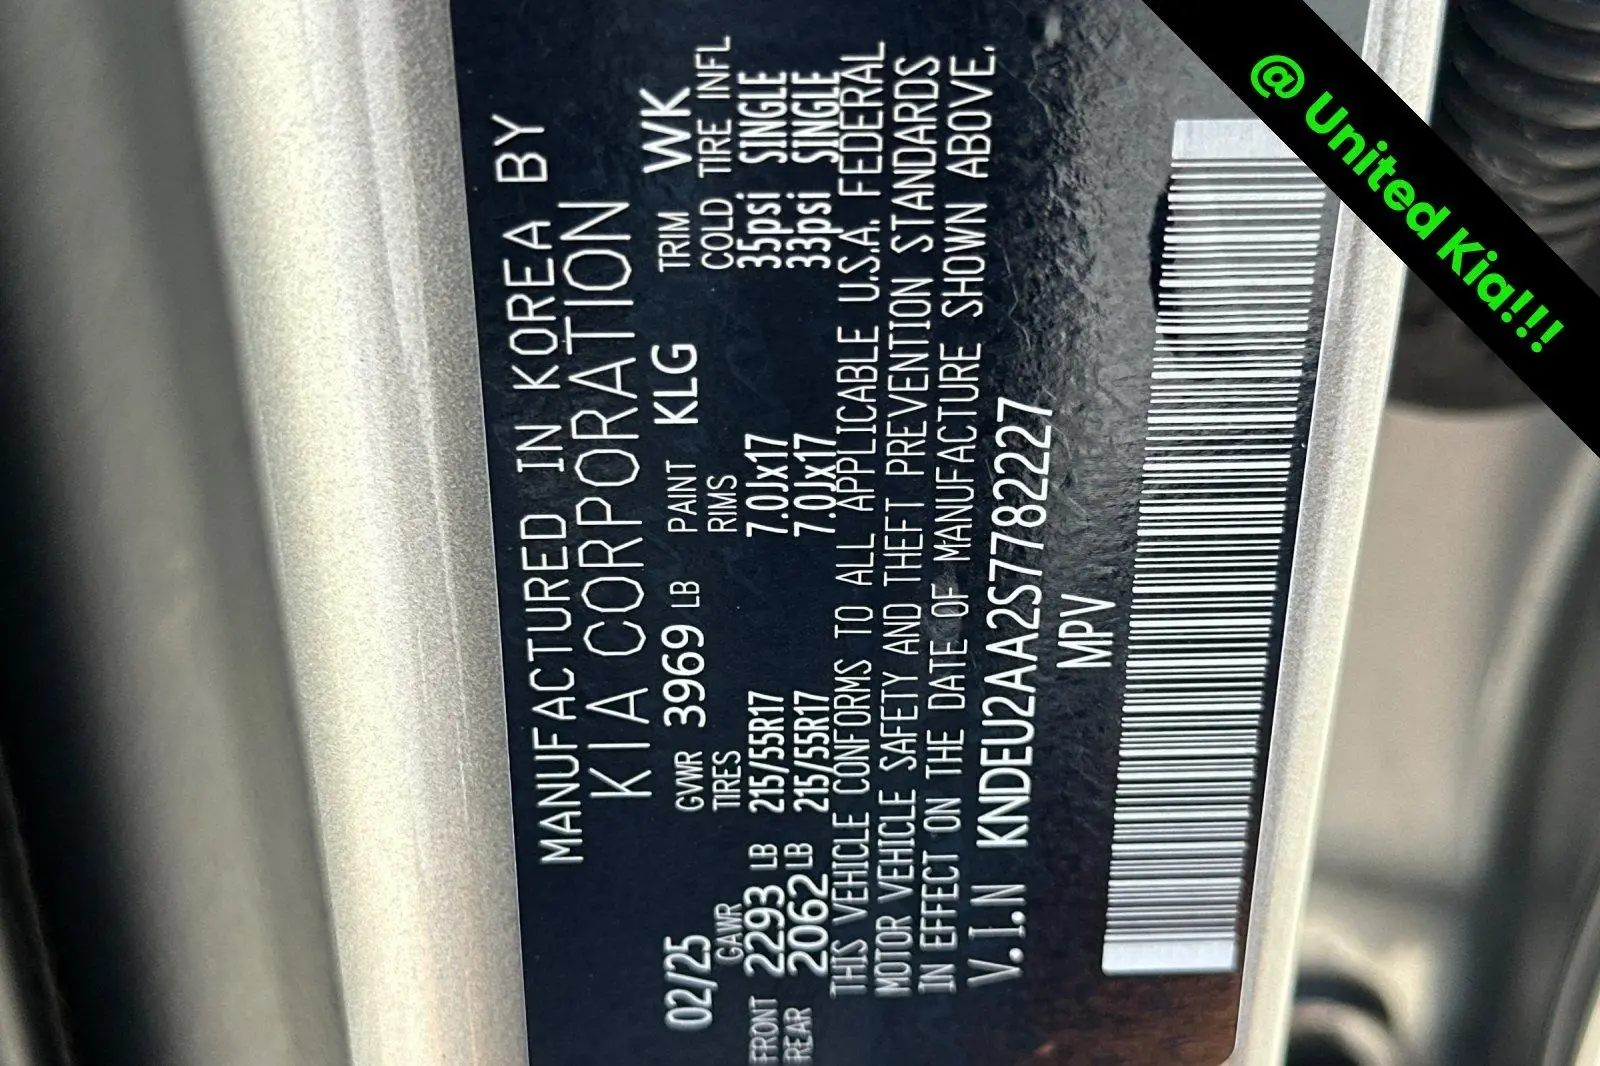 MANUFACTURED IN KOREA BY
KIA CORPORATION
02/25 GVWR 3969 LB PAINT KLG TRIM WK
GAWR TIRES RIMS COLD TIRE INFL
FRONT 2293 LB 215/55R17 7.0Jx17 35psi SINGLE
REAR 2062 LB 215/55R17 7.0Jx17 33psi SINGLE
THIS VEHICLE CONFORMS TO ALL APPLICABLE U.S.A. FEDERAL
MOTOR VEHICLE SAFETY AND THEFT PREVENTION STANDARDS
IN EFFECT ON THE DATE OF MANUFACTURE SHOWN ABOVE.
V.I.N KNDEU2AA2S7782227
MPV
@ United Kia!!!